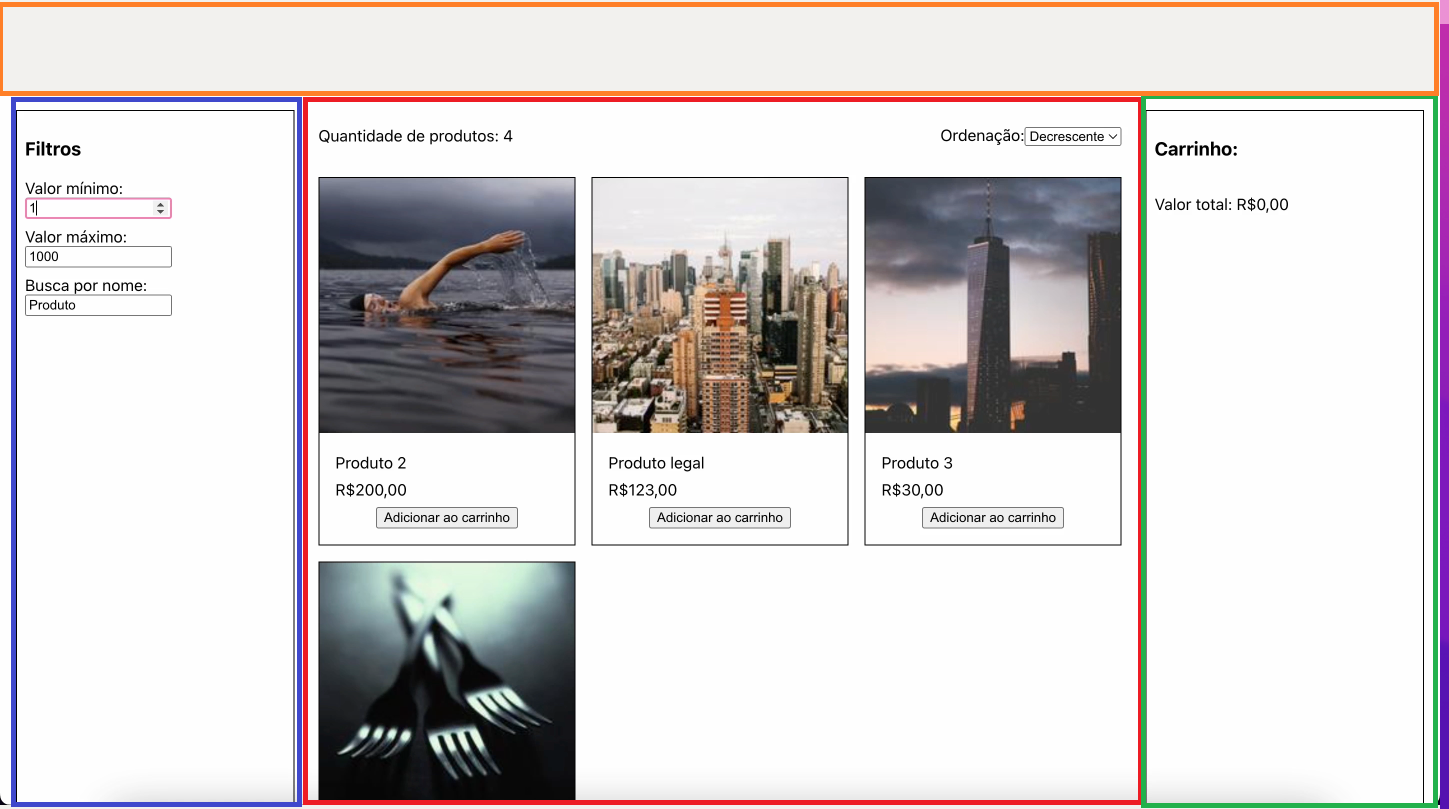 Filtros
Valor mínimo:
1
Valor máximo:
1000
Busca por nome:
Produto
Quantidade de produtos: 4
Ordenação: Decrescente
Produto 2
R$200,00
Adicionar ao carrinho
Produto legal
R$123,00
Adicionar ao carrinho
Produto 3
R$30,00
Adicionar ao carrinho
Carrinho:
Valor total: R$0,00